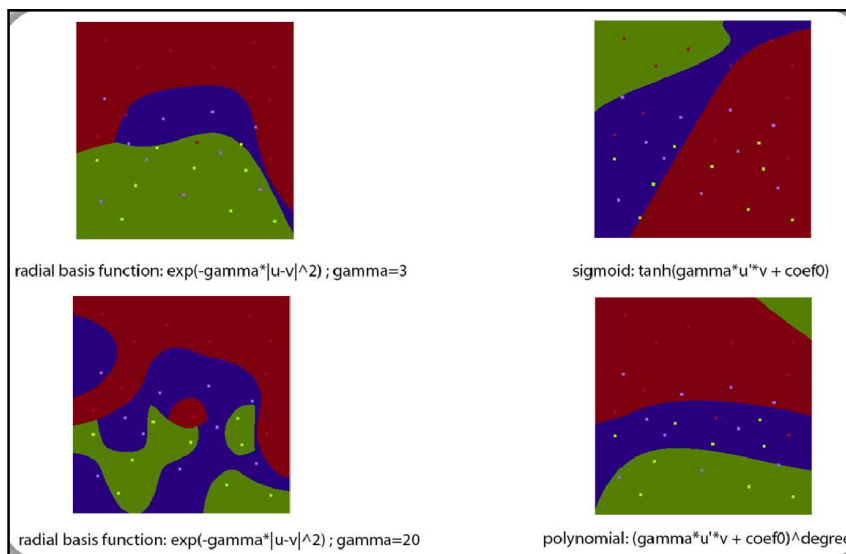 radial basis function: exp(-gamma*|u-v|^2) ; gamma=3
sigmoid: tanh(gamma*u'*v + coef0)
radial basis function: exp(-gamma*|u-v|^2) ; gamma=20
polynomial: (gamma*u'*v + coef0)^degree